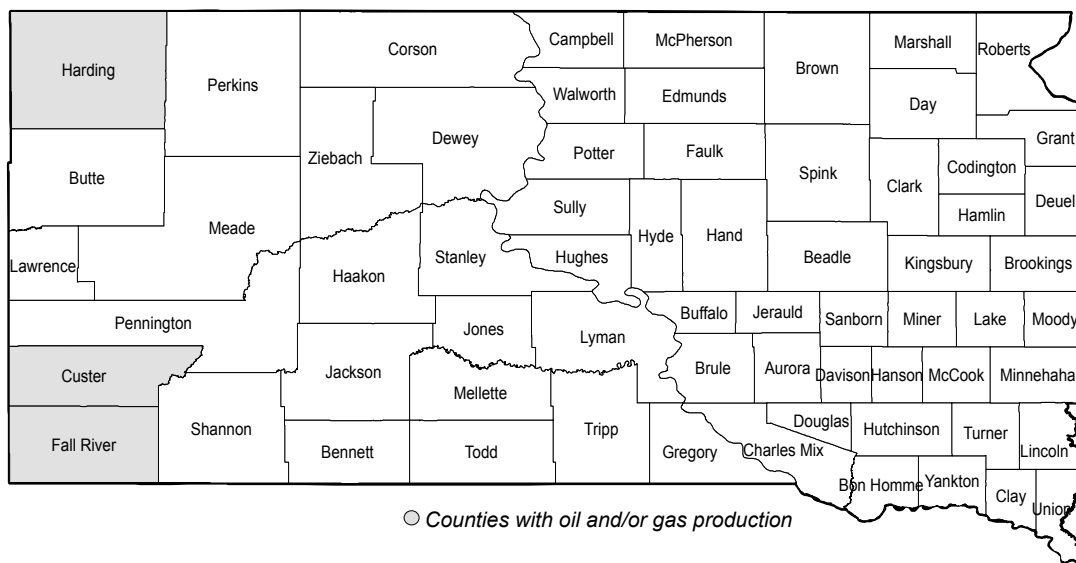 Harding
Perkins
Corson
Campbell
McPherson
Brown
Marshall
Roberts
Walworth
Edmunds
Day
Dewey
Ziebach
Potter
Faulk
Spink
Grant
Codington
Clark
Deuel
Butte
Meade
Sully
Hyde
Hand
Hamlin
Lawrence
Haakon
Stanley
Hughes
Beadle
Kingsbury
Brookings
Pennington
Jones
Lyman
Buffalo
Jerauld
Sanborn
Miner
Lake
Moody
Custer
Jackson
Mellette
Brule
Aurora
Davison
Hanson
McCook
Minnehaha
Fall River
Shannon
Bennett
Todd
Tripp
Gregory
Charles Mix
Douglas
Hutchinson
Turner
Lincoln
Bon Homme
Yankton
Clay
Union
Counties with oil and/or gas production